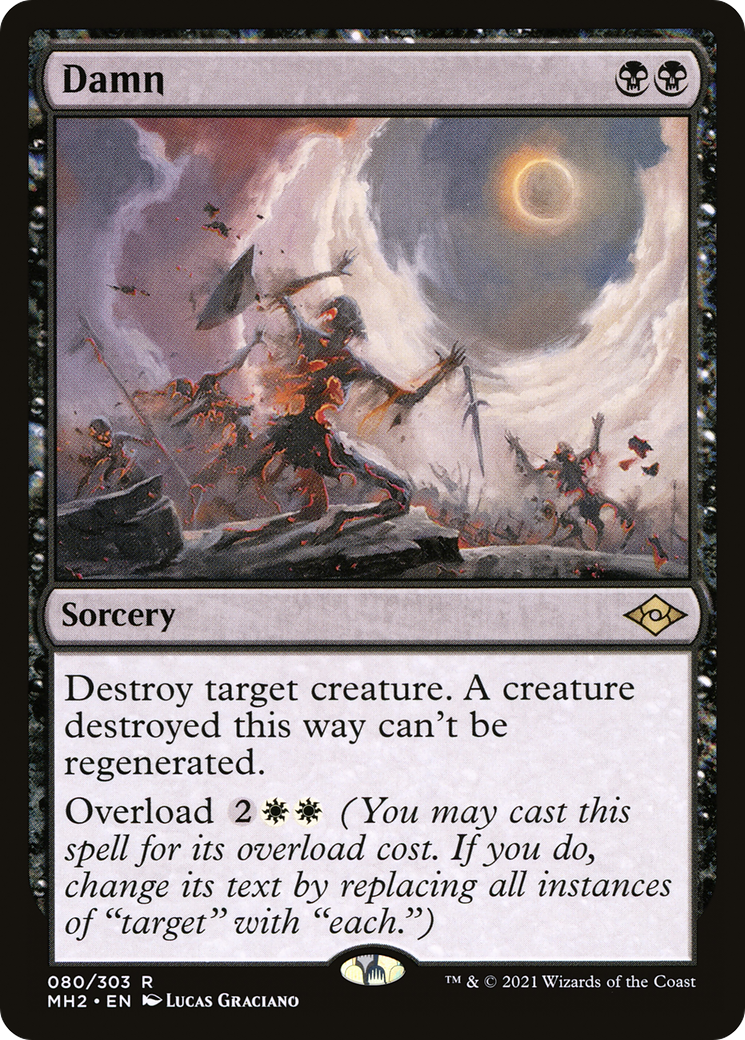 Damn
Sorcery
Destroy target creature. A creature
destroyed this way can’t be
regenerated.
Overload 2 (You may cast this
spell for its overload cost. If you do,
change its text by replacing all instances
of “target” with “each.”)
080/303 R
MH2 • EN Lucas Graciano
™ & © 2021 Wizards of the Coast